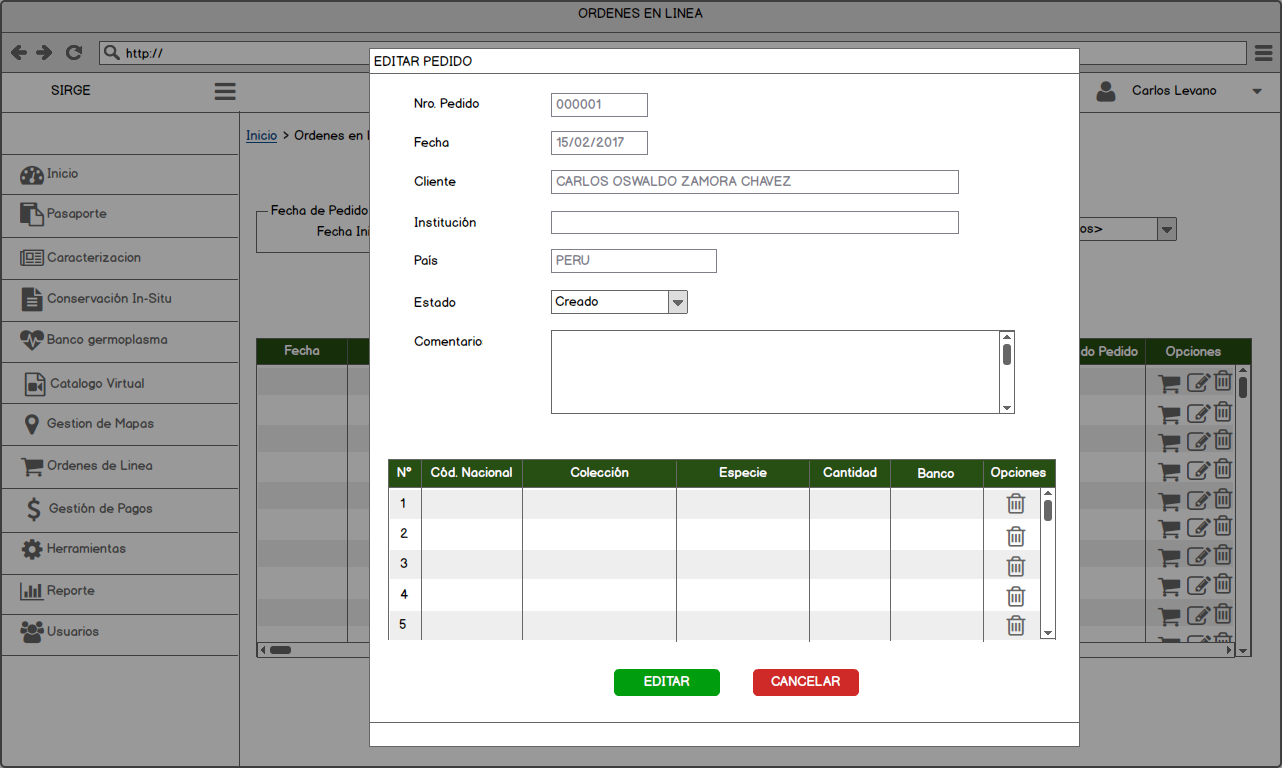 ORDENES EN LINEA
http://
SIRGE
Carlos Levano
Inicio > Ordenes en
Inicio
Pasaporte
Caracterizacion
Conservación In-Situ
Banco germoplasma
Catalogo Virtual
Gestion de Mapas
Ordenes de Linea
Gestión de Pagos
Herramientas
Reporte
Usuarios
Fecha de Pedido
Fecha Ini
os>
Fecha
do Pedido
Opciones
EDITAR PEDIDO
Nro. Pedido 000001
Fecha 15/02/2017
Cliente CARLOS OSWALDO ZAMORA CHAVEZ
Institución
País PERU
Estado Creado
Comentario
N° Cód. Nacional Colección Especie Cantidad Banco Opciones
1
2
3
4
5
EDITAR CANCELAR